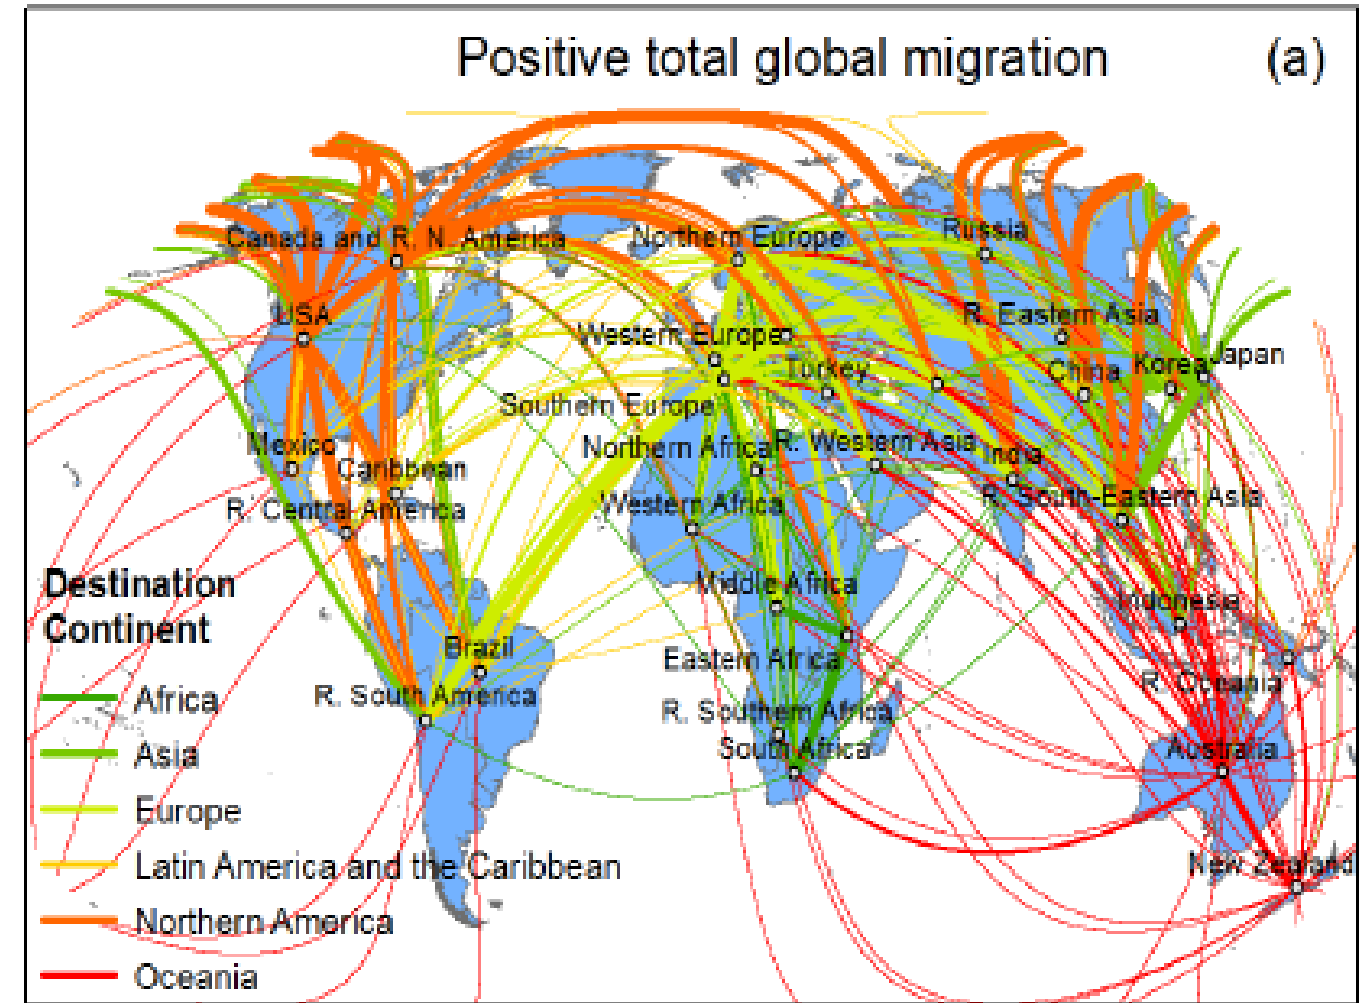 Positive total global migration (a)
Canada and R. N. America
Northern Europe
Russia
USA
Western Europe
R. Eastern Asia
Turkey
China
Korea
Japan
Southern Europe
Mexico
Caribbean
Northern Africa
R. Western Asia
India
R. Central America
Western Africa
R. South-Eastern Asia
Destination
Continent
Middle Africa
Indonesia
Brazil
Eastern Africa
R. Oceania
R. South America
R. Southern Africa
South Africa
Australia
Africa
Asia
Europe
Latin America and the Caribbean
New Zealand
Northern America
Oceania